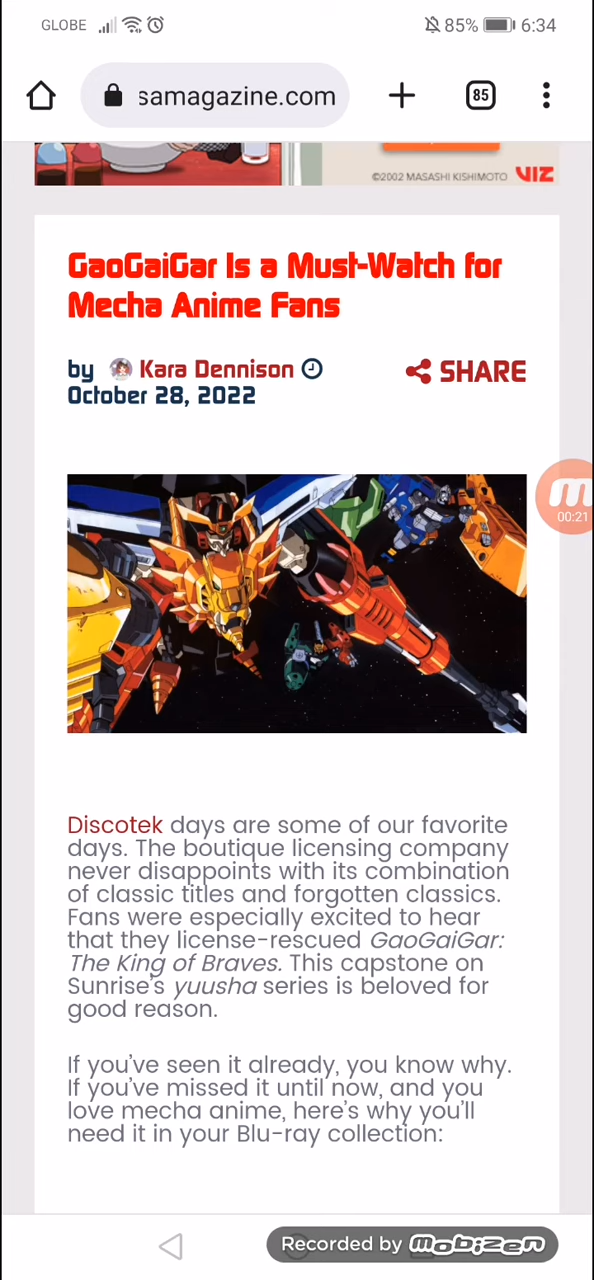 GLOBE 85% 6:34
samagazine.com 85
©2002 MASASHI KISHIMOTO VIZ
GaoGaiGar Is a Must-Watch for
Mecha Anime Fans
by Kara Dennison
October 28, 2022
SHARE
00:21
Discotek days are some of our favorite
days. The boutique licensing company
never disappoints with its combination
of classic titles and forgotten classics.
Fans were especially excited to hear
that they license-rescued GaoGaiGar:
The King of Braves. This capstone on
Sunrise's yuusha series is beloved for
good reason.
If you've seen it already, you know why.
If you've missed it until now, and you
love mecha anime, here's why you'll
need it in your Blu-ray collection:
Recorded by mobizen